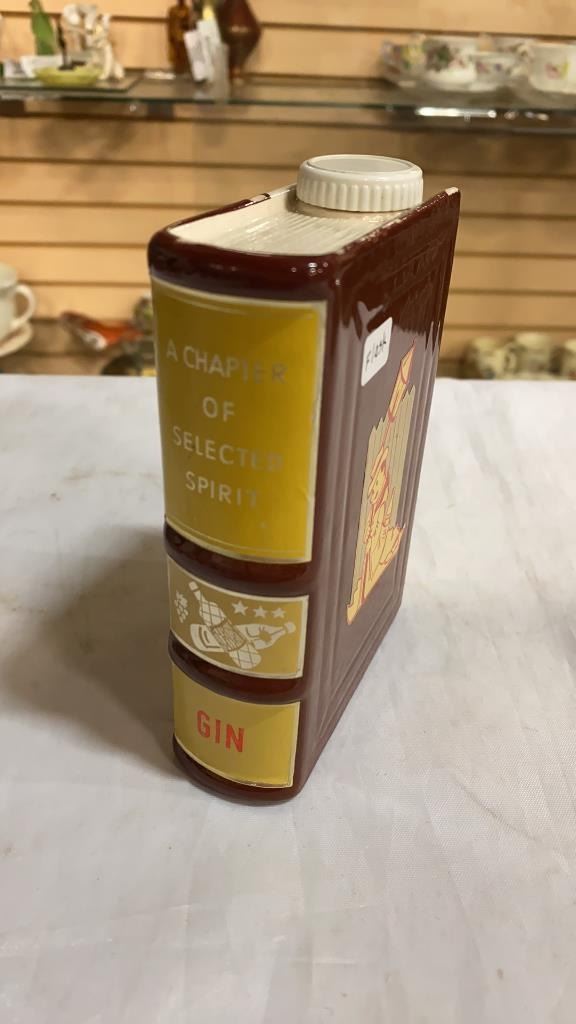 A CHAPTER
OF
SELECTED
SPIRIT
GIN
Flask